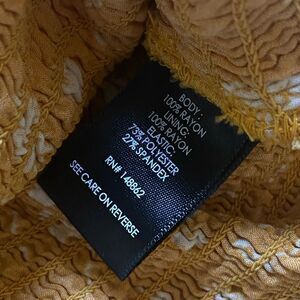 BODY:
100% RAYON
LINING:
100% RAYON
ELASTIC:
73% POLYESTER
27% SPANDEX
RN# 148862
SEE CARE ON REVERSE